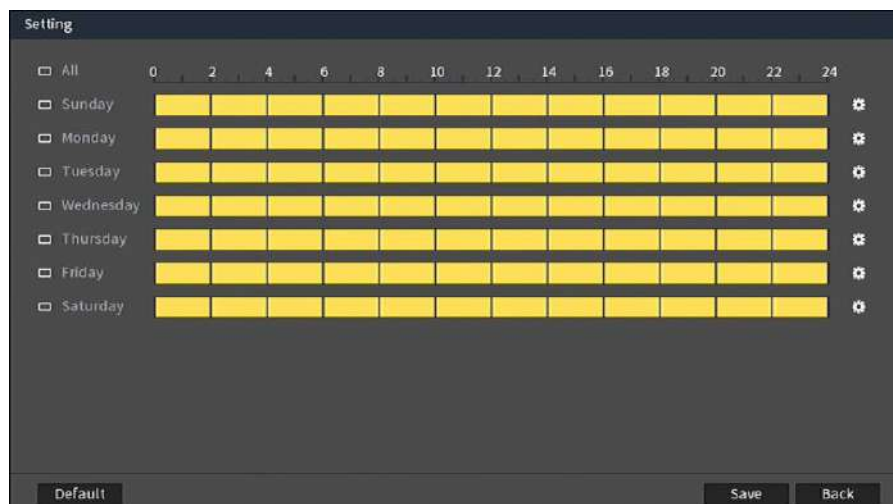 Setting
All 0 2 4 6 8 10 12 14 16 18 20 22 24
Sunday
Monday
Tuesday
Wednesday
Thursday
Friday
Saturday
Default Save Back